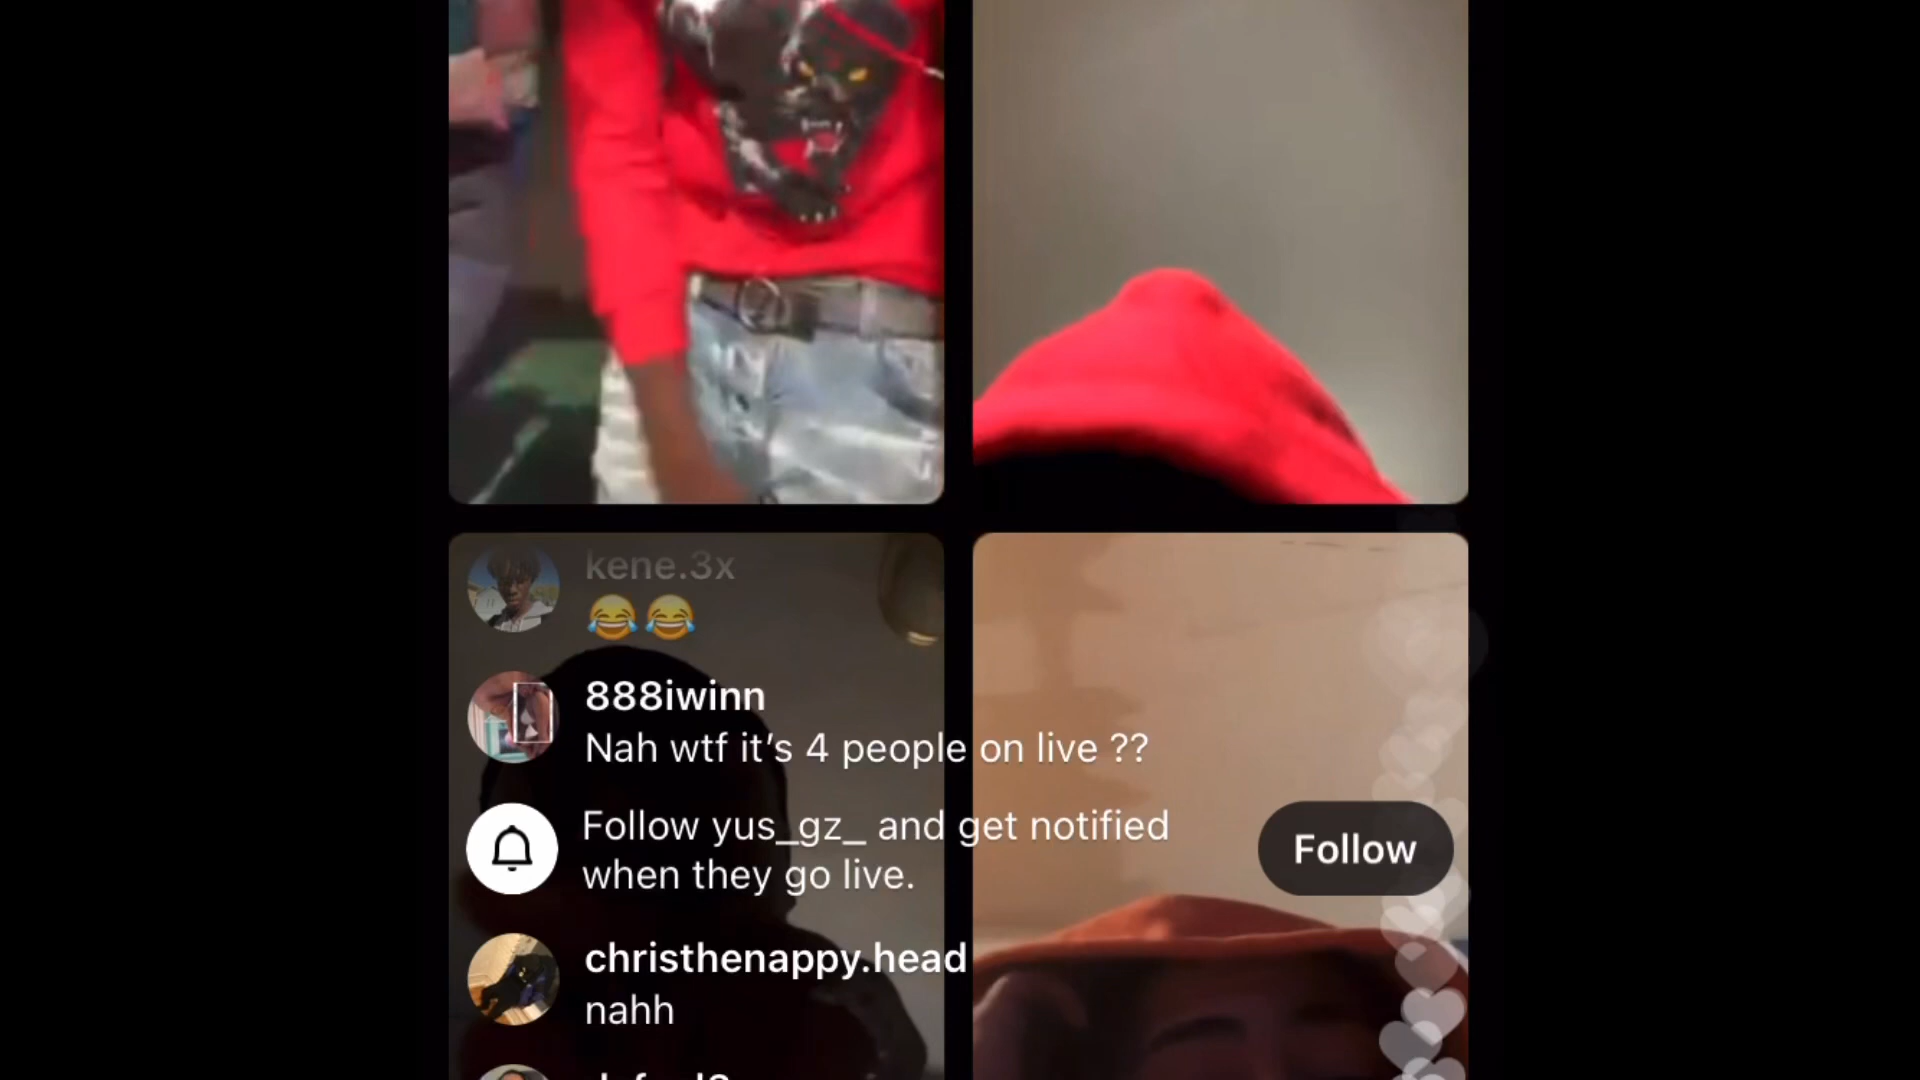 kene.3x
😂😂
888iwinn
Nah wtf it’s 4 people on live ??
Follow yus_gz_ and get notified
when they go live.
Follow
christhenappy.head
nahh